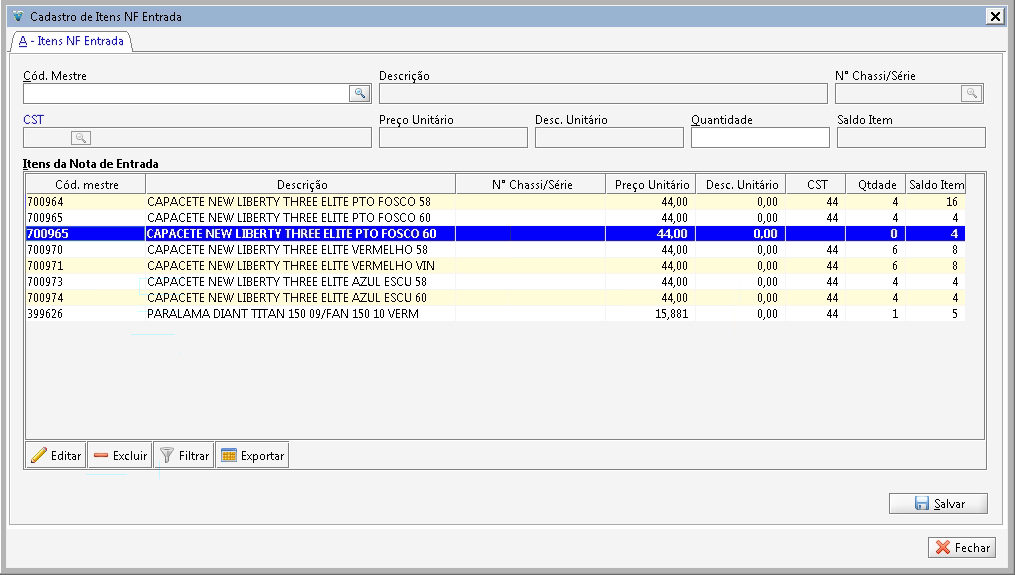 Cadastro de Itens NF Entrada
A - Itens NF Entrada
Cód. Mestre Descrição N° Chassi/Série
CST Preço Unitário Desc. Unitário Quantidade Saldo Item
Itens da Nota de Entrada
Cód. mestre Descrição N° Chassi/Série Preço Unitário Desc. Unitário CST Qtdade Saldo Item
700964 CAPACETE NEW LIBERTY THREE ELITE PTO FOSCO 58 44,00 0,00 44 4 16
700965 CAPACETE NEW LIBERTY THREE ELITE PTO FOSCO 60 44,00 0,00 44 4 4
700965 CAPACETE NEW LIBERTY THREE ELITE PTO FOSCO 60 44,00 0,00 0 4
700970 CAPACETE NEW LIBERTY THREE ELITE VERMELHO 58 44,00 0,00 44 6 8
700971 CAPACETE NEW LIBERTY THREE ELITE VERMELHO VIN 44,00 0,00 44 6 8
700973 CAPACETE NEW LIBERTY THREE ELITE AZUL ESCU 58 44,00 0,00 44 4 4
700974 CAPACETE NEW LIBERTY THREE ELITE AZUL ESCU 60 44,00 0,00 44 4 4
399626 PARALAMA DIANT TITAN 150 09/FAN 150 10 VERM 15,881 0,00 44 1 5
Editar Excluir Filtrar Exportar
Salvar
Fechar